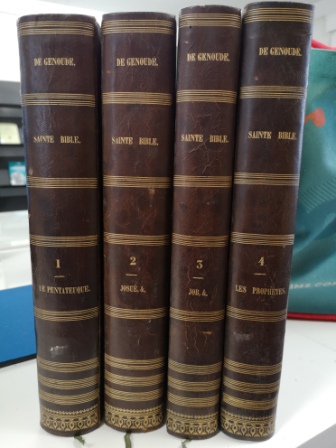 DE GENOUDE.
SAINTE BIBLE.
1
LE PENTATEUQUE.
DE GENOUDE.
SAINTE BIBLE.
2
JOSUÉ, &.
DE GENOUDE.
SAINTE BIBLE.
3
JOB, &.
DE GENOUDE.
SAINTE BIBLE.
4
LES PROPHÈTES.